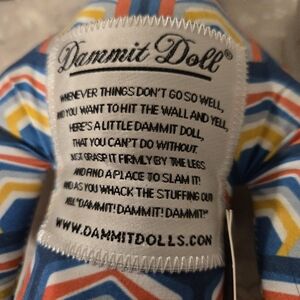 Dammit Doll®
WHENEVER THINGS DON'T GO SO WELL,
AND YOU WANT TO HIT THE WALL AND YELL,
HERE'S A LITTLE DAMMIT DOLL,
THAT YOU CAN'T DO WITHOUT.
JUST GRASP IT FIRMLY BY THE LEGS
AND FIND A PLACE TO SLAM IT!
AND AS YOU WHACK THE STUFFING OUT
YELL "DAMMIT! DAMMIT! DAMMIT!"
WWW.DAMMITDOLLS.COM